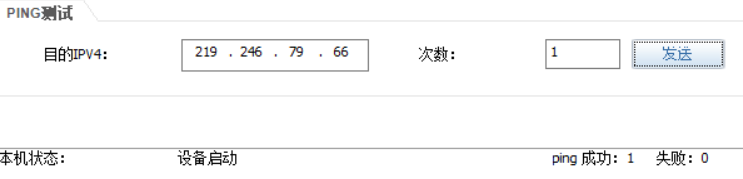 PING测试
目的IPV4： 219 . 246 . 79 . 66 次数： 1 发送
本机状态： 设备启动 ping 成功：1 失败：0